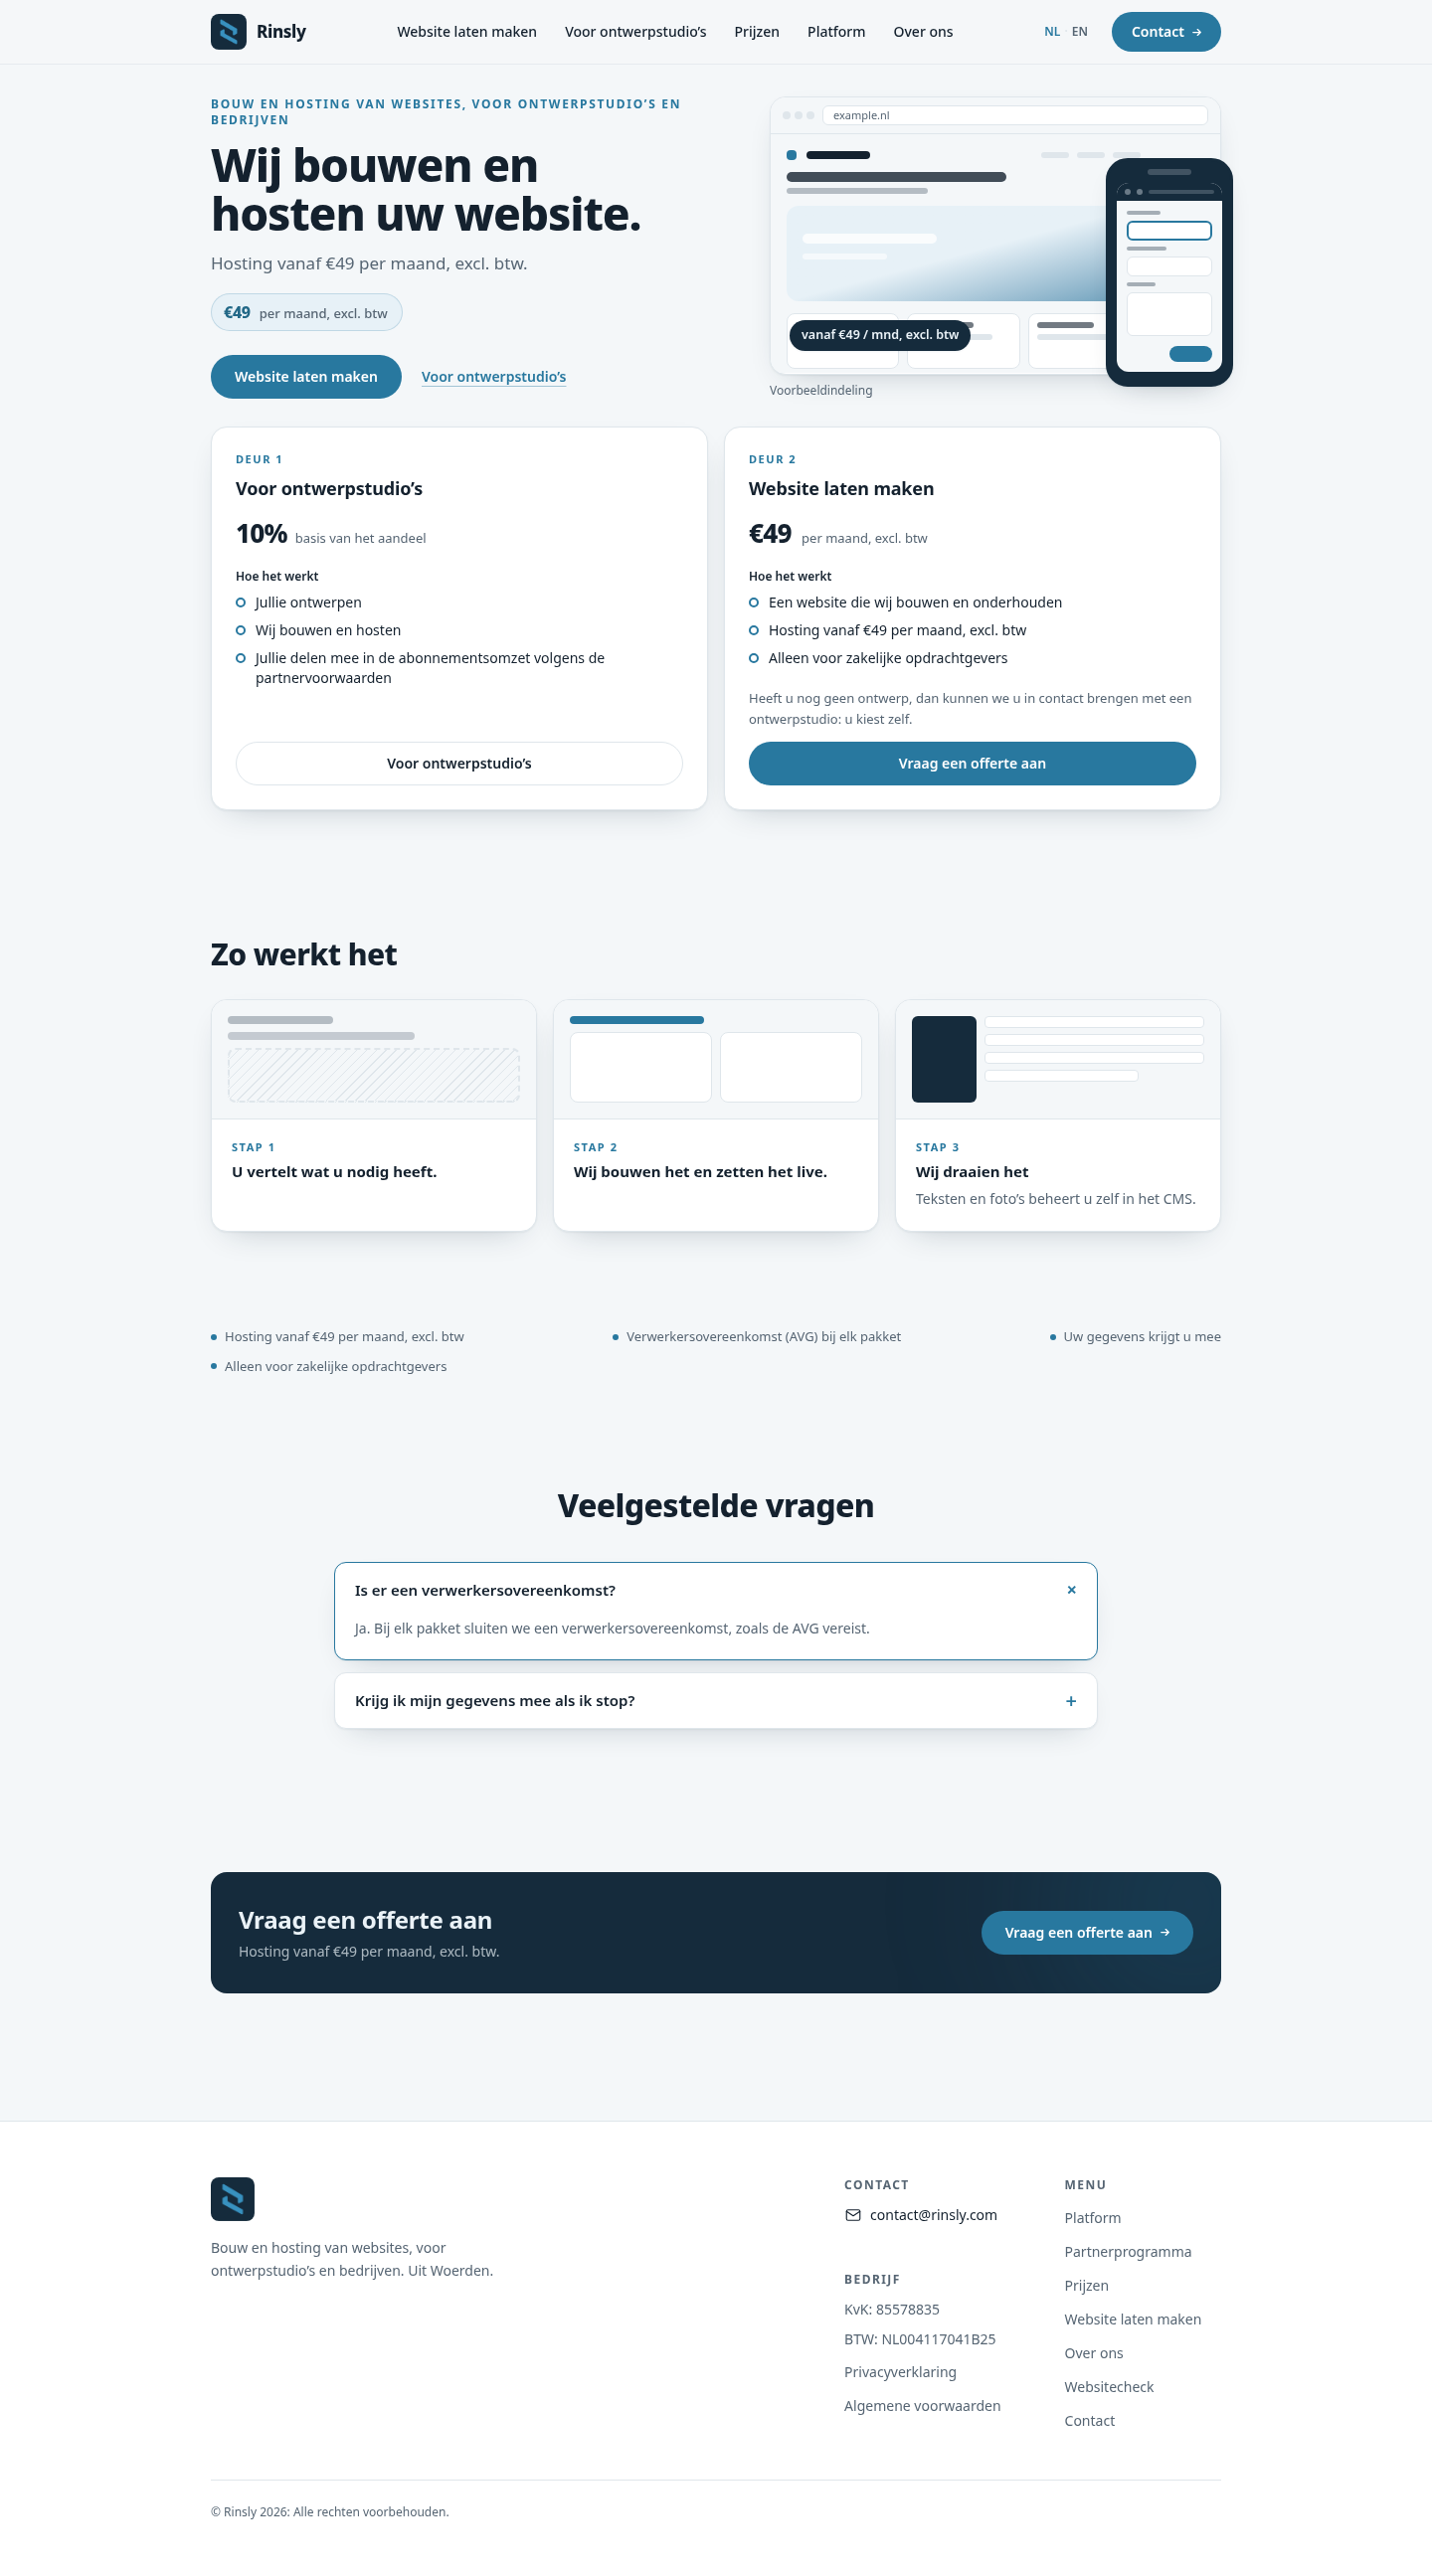 Rinsly
Website laten maken
Voor ontwerpstudio’s
Prijzen
Platform
Over ons
NL
EN
Contact →
BOUW EN HOSTING VAN WEBSITES, VOOR ONTWERPSTUDIO’S EN
BEDRIJVEN
Wij bouwen en
hosten uw website.
Hosting vanaf €49 per maand, excl. btw.
€49 per maand, excl. btw
Website laten maken
Voor ontwerpstudio’s
example.nl
vanaf €49 / mnd, excl. btw
Voorbeeldindeling
DEUR 1
Voor ontwerpstudio’s
10% basis van het aandeel
Hoe het werkt
Jullie ontwerpen
Wij bouwen en hosten
Jullie delen mee in de abonnementsomzet volgens de
partnervoorwaarden
Voor ontwerpstudio’s
DEUR 2
Website laten maken
€49 per maand, excl. btw
Hoe het werkt
Een website die wij bouwen en onderhouden
Hosting vanaf €49 per maand, excl. btw
Alleen voor zakelijke opdrachtgevers
Heeft u nog geen ontwerp, dan kunnen we u in contact brengen met een
ontwerpstudio: u kiest zelf.
Vraag een offerte aan
Zo werkt het
STAP 1
U vertelt wat u nodig heeft.
STAP 2
Wij bouwen het en zetten het live.
STAP 3
Wij draaien het
Teksten en foto’s beheert u zelf in het CMS.
Hosting vanaf €49 per maand, excl. btw
Verwerkersovereenkomst (AVG) bij elk pakket
Uw gegevens krijgt u mee
Alleen voor zakelijke opdrachtgevers
Veelgestelde vragen
Is er een verwerkersovereenkomst?
Ja. Bij elk pakket sluiten we een verwerkersovereenkomst, zoals de AVG vereist.
Krijg ik mijn gegevens mee als ik stop?
Vraag een offerte aan
Hosting vanaf €49 per maand, excl. btw.
Vraag een offerte aan →
Bouw en hosting van websites, voor
ontwerpstudio’s en bedrijven. Uit Woerden.
CONTACT
contact@rinsly.com
BEDRIJF
KvK: 85578835
BTW: NL004117041B25
Privacyverklaring
Algemene voorwaarden
MENU
Platform
Partnerprogramma
Prijzen
Website laten maken
Over ons
Websitecheck
Contact
© Rinsly 2026: Alle rechten voorbehouden.